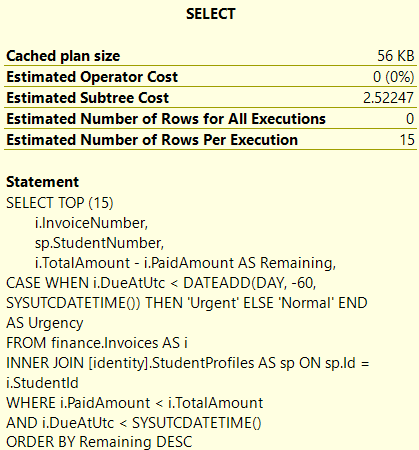 SELECT
Cached plan size 56 KB
Estimated Operator Cost 0 (0%)
Estimated Subtree Cost 2.52247
Estimated Number of Rows for All Executions 0
Estimated Number of Rows Per Execution 15
Statement
SELECT TOP (15)
i.InvoiceNumber,
sp.StudentNumber,
i.TotalAmount - i.PaidAmount AS Remaining,
CASE WHEN i.DueAtUtc < DATEADD(DAY, -60,
SYSUTCDATETIME()) THEN 'Urgent' ELSE 'Normal' END
AS Urgency
FROM finance.Invoices AS i
INNER JOIN [identity].StudentProfiles AS sp ON sp.Id =
i.StudentId
WHERE i.PaidAmount < i.TotalAmount
AND i.DueAtUtc < SYSUTCDATETIME()
ORDER BY Remaining DESC